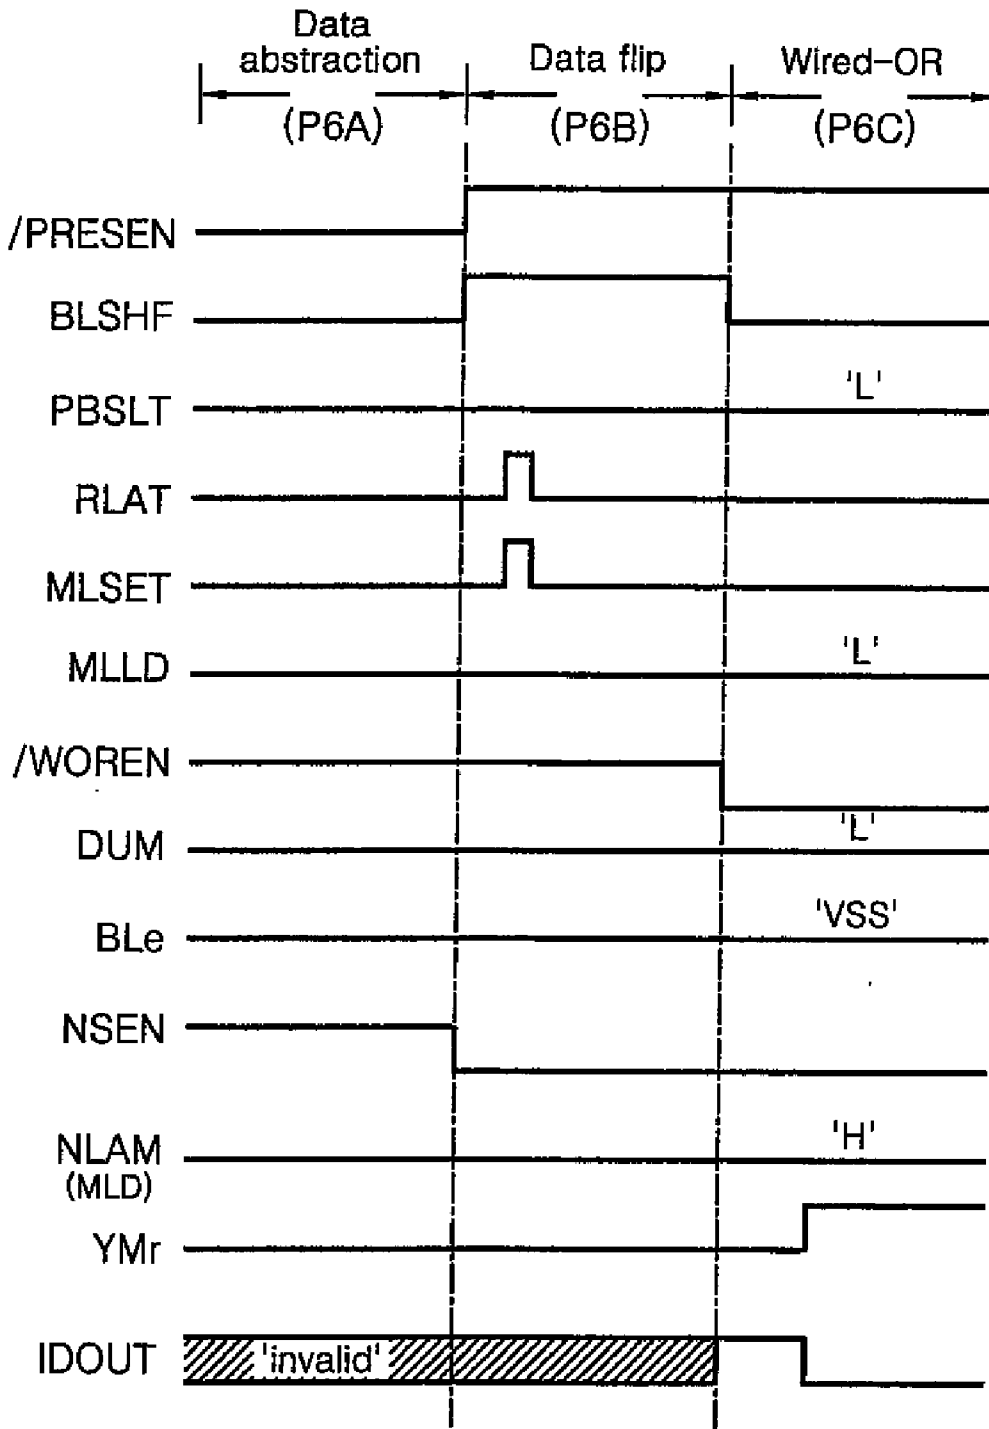 Data
abstraction
Data flip
Wired-OR
(P6A)
(P6B)
(P6C)
/PRESEN
BLSHF
PBSLT
'L'
RLAT
MLSET
MLLD
'L'
/WOREN
DUM
'L'
BLe
'VSS'
NSEN
NLAM
'H'
(MLD)
YMr
IDOUT
'invalid'